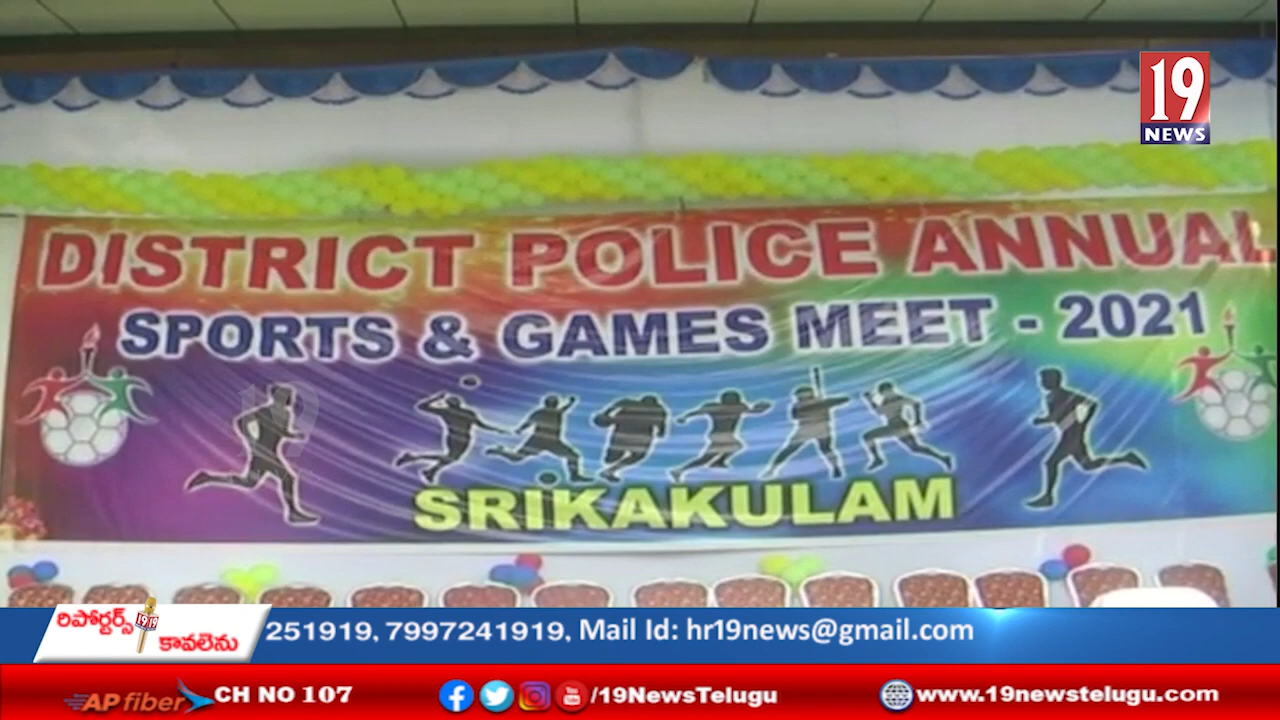 19
NEWS
DISTRICT POLICE ANNUAL
SPORTS & GAMES MEET - 2021
SRIKAKULAM
రిపోర్టర్స్
కావలెను
251919, 7997241919, Mail Id: hr19news@gmail.com
AP fiber CH NO 107 /19NewsTelugu www.19newstelugu.com